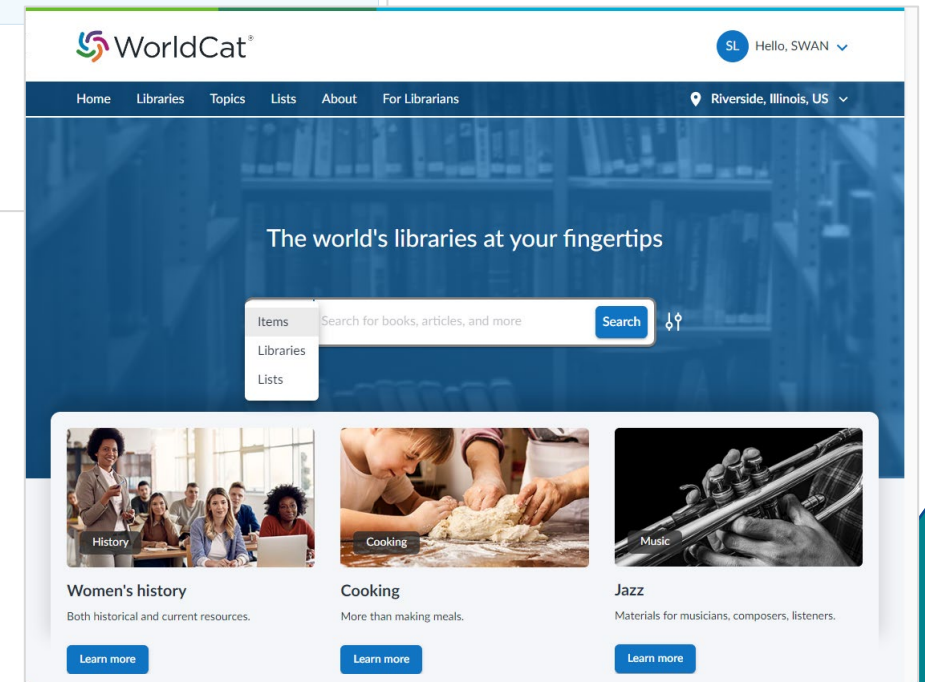 WorldCat®
SL Hello, SWAN
Home Libraries Topics Lists About For Librarians Riverside, Illinois, US
The world's libraries at your fingertips
Items Search for books, articles, and more Search
Libraries
Lists
History Cooking Music
Women's history Cooking Jazz
Both historical and current resources. More than making meals. Materials for musicians, composers, listeners.
Learn more Learn more Learn more